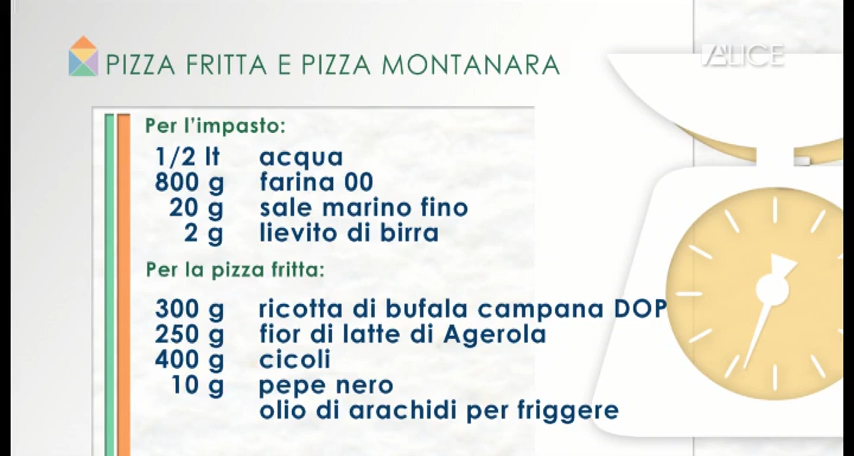 ALICE
PIZZA FRITTA E PIZZA MONTANARA
Per l'impasto:
1/2 lt acqua
800 g farina 00
20 g sale marino fino
2 g lievito di birra
Per la pizza fritta:
300 g ricotta di bufala campana DOP
250 g fior di latte di Agerola
400 g cicoli
10 g pepe nero
olio di arachidi per friggere